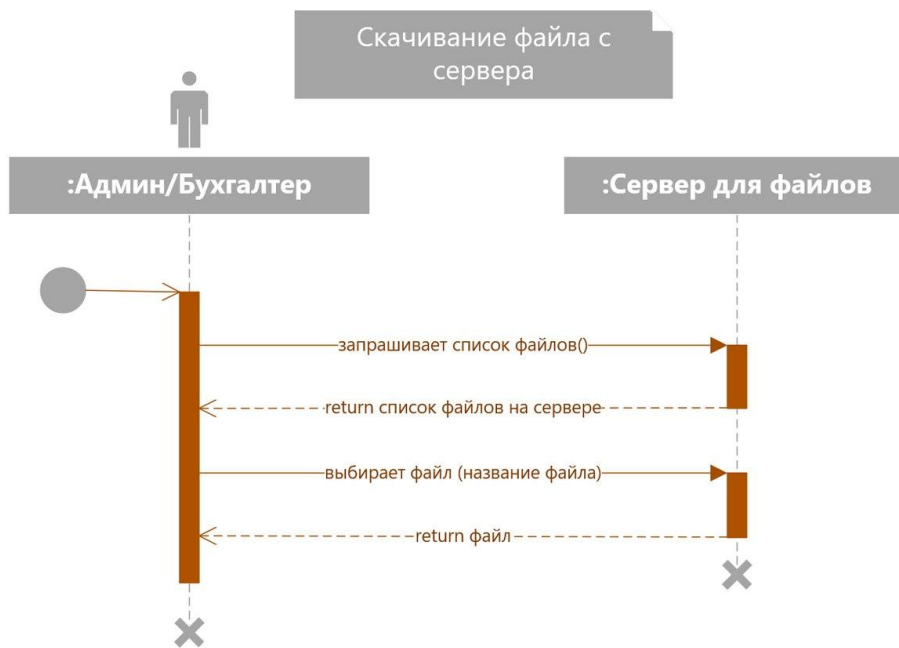 Скачивание файла с
сервера
:Админ/Бухгалтер
:Сервер для файлов
запрашивает список файлов()
return список файлов на сервере
выбирает файл (название файла)
return файл